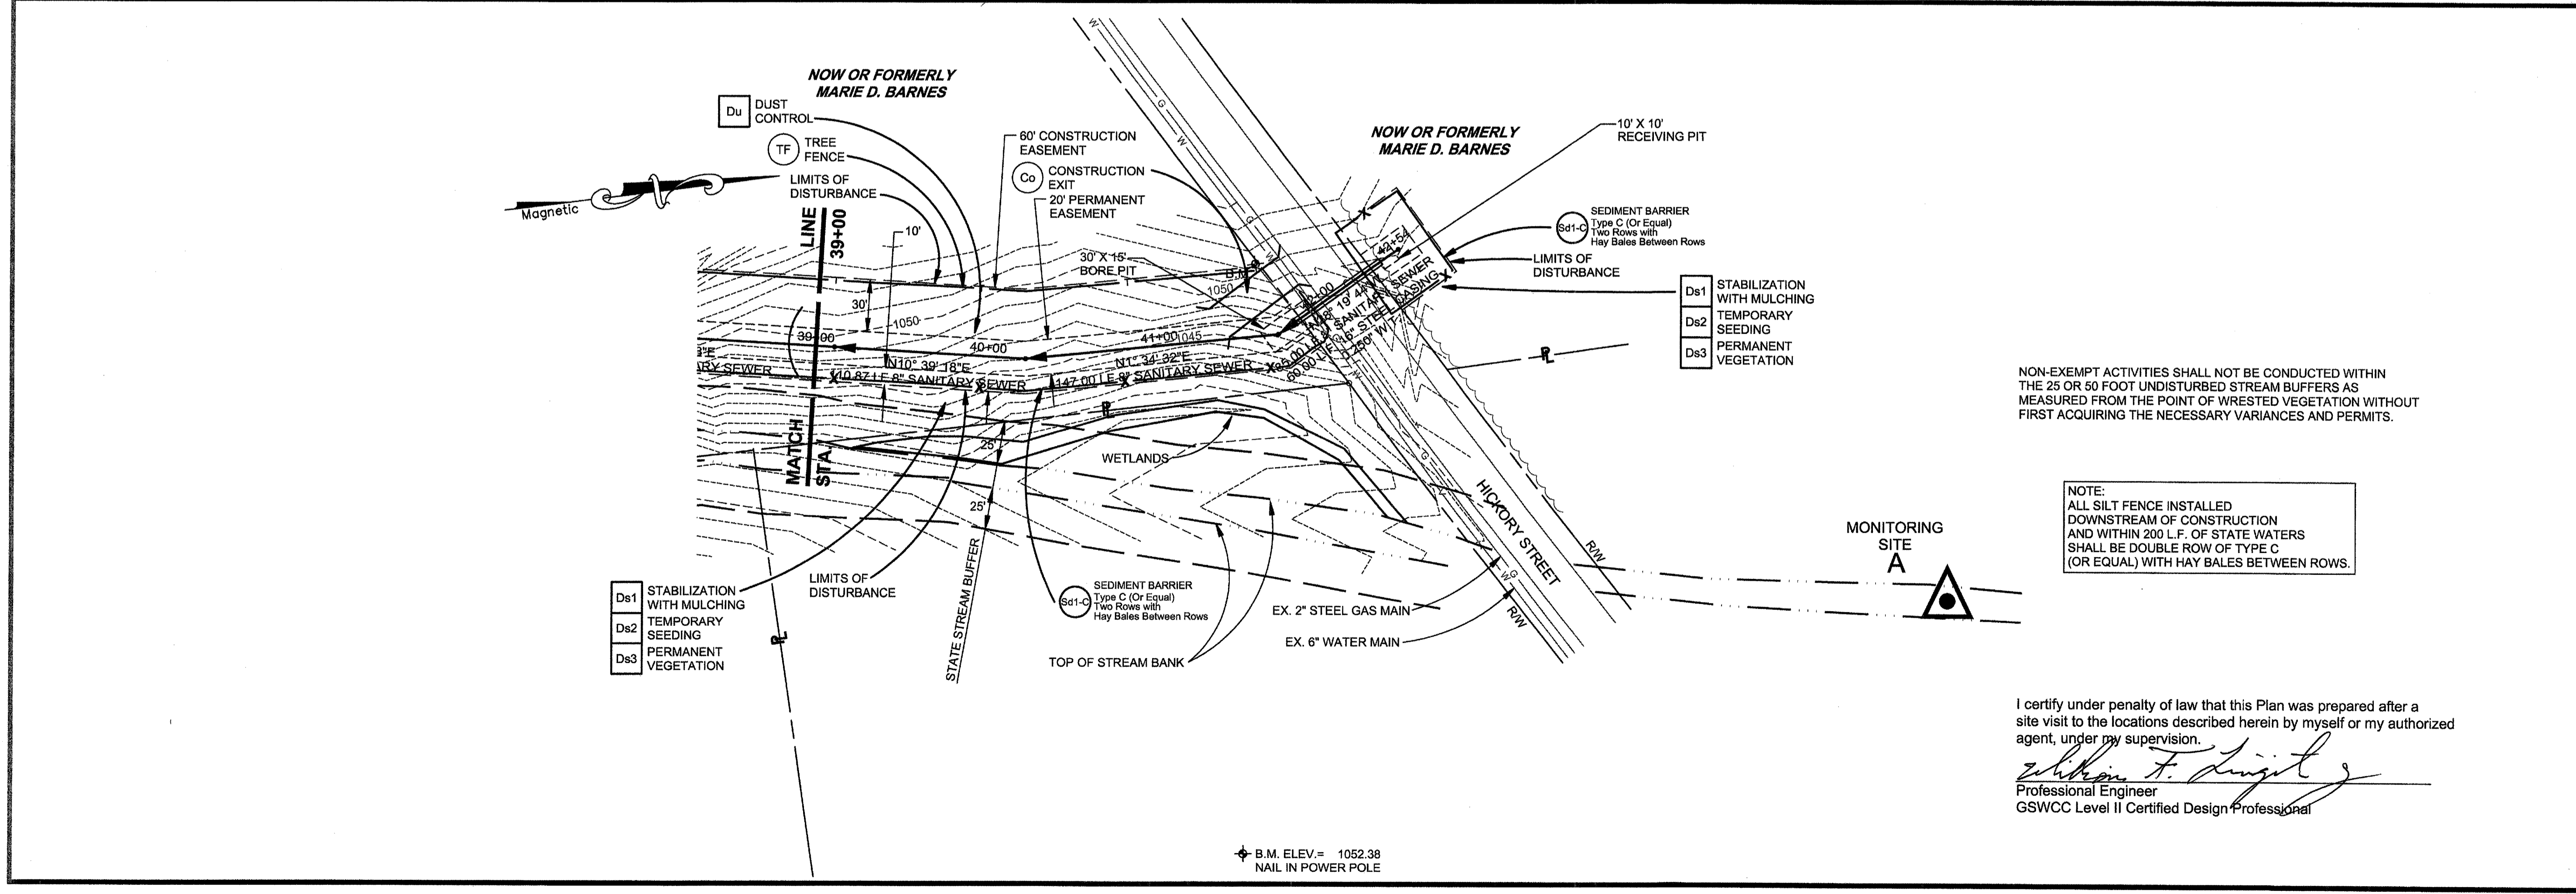 NOW OR FORMERLY
MARIE D. BARNES
Du
DUST
CONTROL
TF
TREE
FENCE
LIMITS OF
DISTURBANCE
60' CONSTRUCTION
EASEMENT
Co
CONSTRUCTION
EXIT
20' PERMANENT
EASEMENT
Magnetic
MATCH LINE
STA. 39+00
10'
30'
30' X 15'
BORE PIT
B.M.
1050
1050
1045
39+00
40+00
41+00
42+00
42+54
N10° 39' 18"E
10.87 LF 8" SANITARY SEWER
N1° 34' 32"E
147.00 LF 8" SANITARY SEWER
SANITARY SEWER
16" STEEL CASING
NOW OR FORMERLY
MARIE D. BARNES
10' X 10'
RECEIVING PIT
Sd1-C
SEDIMENT BARRIER
Type C (Or Equal)
Two Rows with
Hay Bales Between Rows
LIMITS OF
DISTURBANCE
Ds1
STABILIZATION
WITH MULCHING
Ds2
TEMPORARY
SEEDING
Ds3
PERMANENT
VEGETATION
PL
PL
PL
WETLANDS
25'
25'
STATE STREAM BUFFER
HICKORY STREET
R/W
R/W
Ds1
STABILIZATION
WITH MULCHING
Ds2
TEMPORARY
SEEDING
Ds3
PERMANENT
VEGETATION
LIMITS OF
DISTURBANCE
Sd1-C
SEDIMENT BARRIER
Type C (Or Equal)
Two Rows with
Hay Bales Between Rows
TOP OF STREAM BANK
EX. 2" STEEL GAS MAIN
EX. 6" WATER MAIN
MONITORING
SITE
A
NON-EXEMPT ACTIVITIES SHALL NOT BE CONDUCTED WITHIN
THE 25 OR 50 FOOT UNDISTURBED STREAM BUFFERS AS
MEASURED FROM THE POINT OF WRESTED VEGETATION WITHOUT
FIRST ACQUIRING THE NECESSARY VARIANCES AND PERMITS.
NOTE:
ALL SILT FENCE INSTALLED
DOWNSTREAM OF CONSTRUCTION
AND WITHIN 200 L.F. OF STATE WATERS
SHALL BE DOUBLE ROW OF TYPE C
(OR EQUAL) WITH HAY BALES BETWEEN ROWS.
I certify under penalty of law that this Plan was prepared after a
site visit to the locations described herein by myself or my authorized
agent, under my supervision.
Professional Engineer
GSWCC Level II Certified Design Professional
B.M. ELEV.= 1052.38
NAIL IN POWER POLE